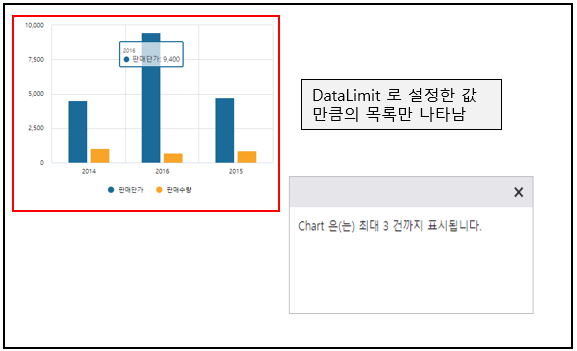 10,000
7,500
5,000
2,500
0
2016
판매단가: 9,400
2014
2016
2015
판매단가
판매수량
DataLimit 로 설정한 값
만큼의 목록만 나타남
x
Chart 은(는) 최대 3 건까지 표시됩니다.